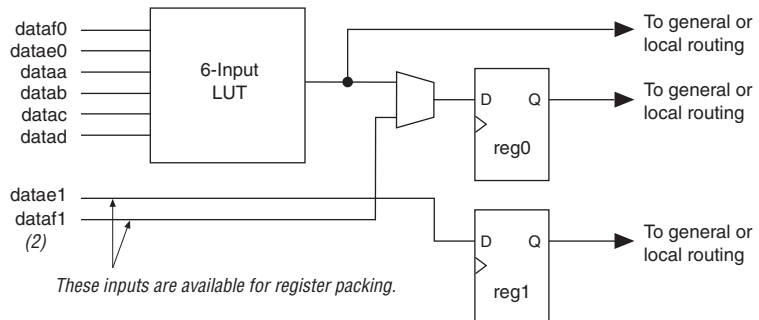 dataf0
datae0
dataa
datab
datac
datad
6-Input
LUT
To general or
local routing
D Q
reg0
To general or
local routing
datae1
dataf1
(2)
These inputs are available for register packing.
D Q
reg1
To general or
local routing